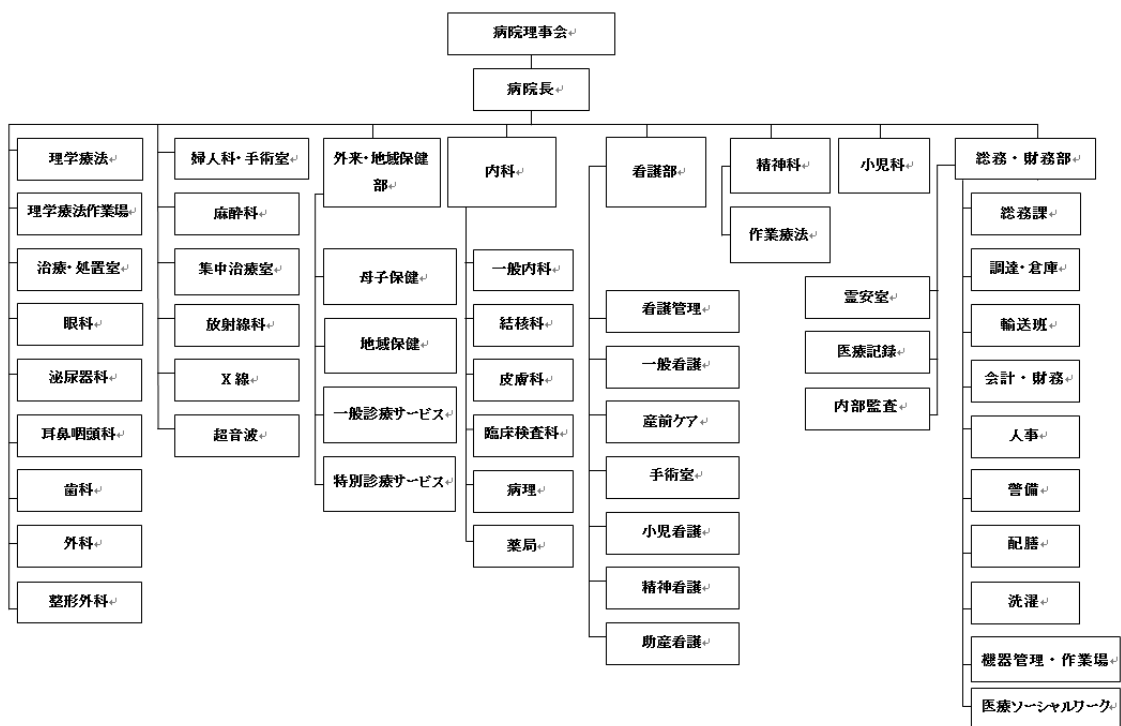 病院理事会
病院長
理学療法
理学療法作業場
治療・処置室
眼科
泌尿器科
耳鼻咽頭科
歯科
外科
整形外科
婦人科・手術室
麻酔科
集中治療室
放射線科
X線
超音波
外来・地域保健
部
母子保健
地域保健
一般診療サービス
特別診療サービス
内科
一般内科
結核科
皮膚科
臨床検査科
病理
薬局
看護部
看護管理
一般看護
産前ケア
手術室
小児看護
精神看護
助産看護
精神科
作業療法
小児科
総務・財務部
霊安室
医療記録
内部監査
総務課
調達・倉庫
輸送班
会計・財務
人事
警備
配膳
洗濯
機器管理・作業場
医療ソーシャルワーク